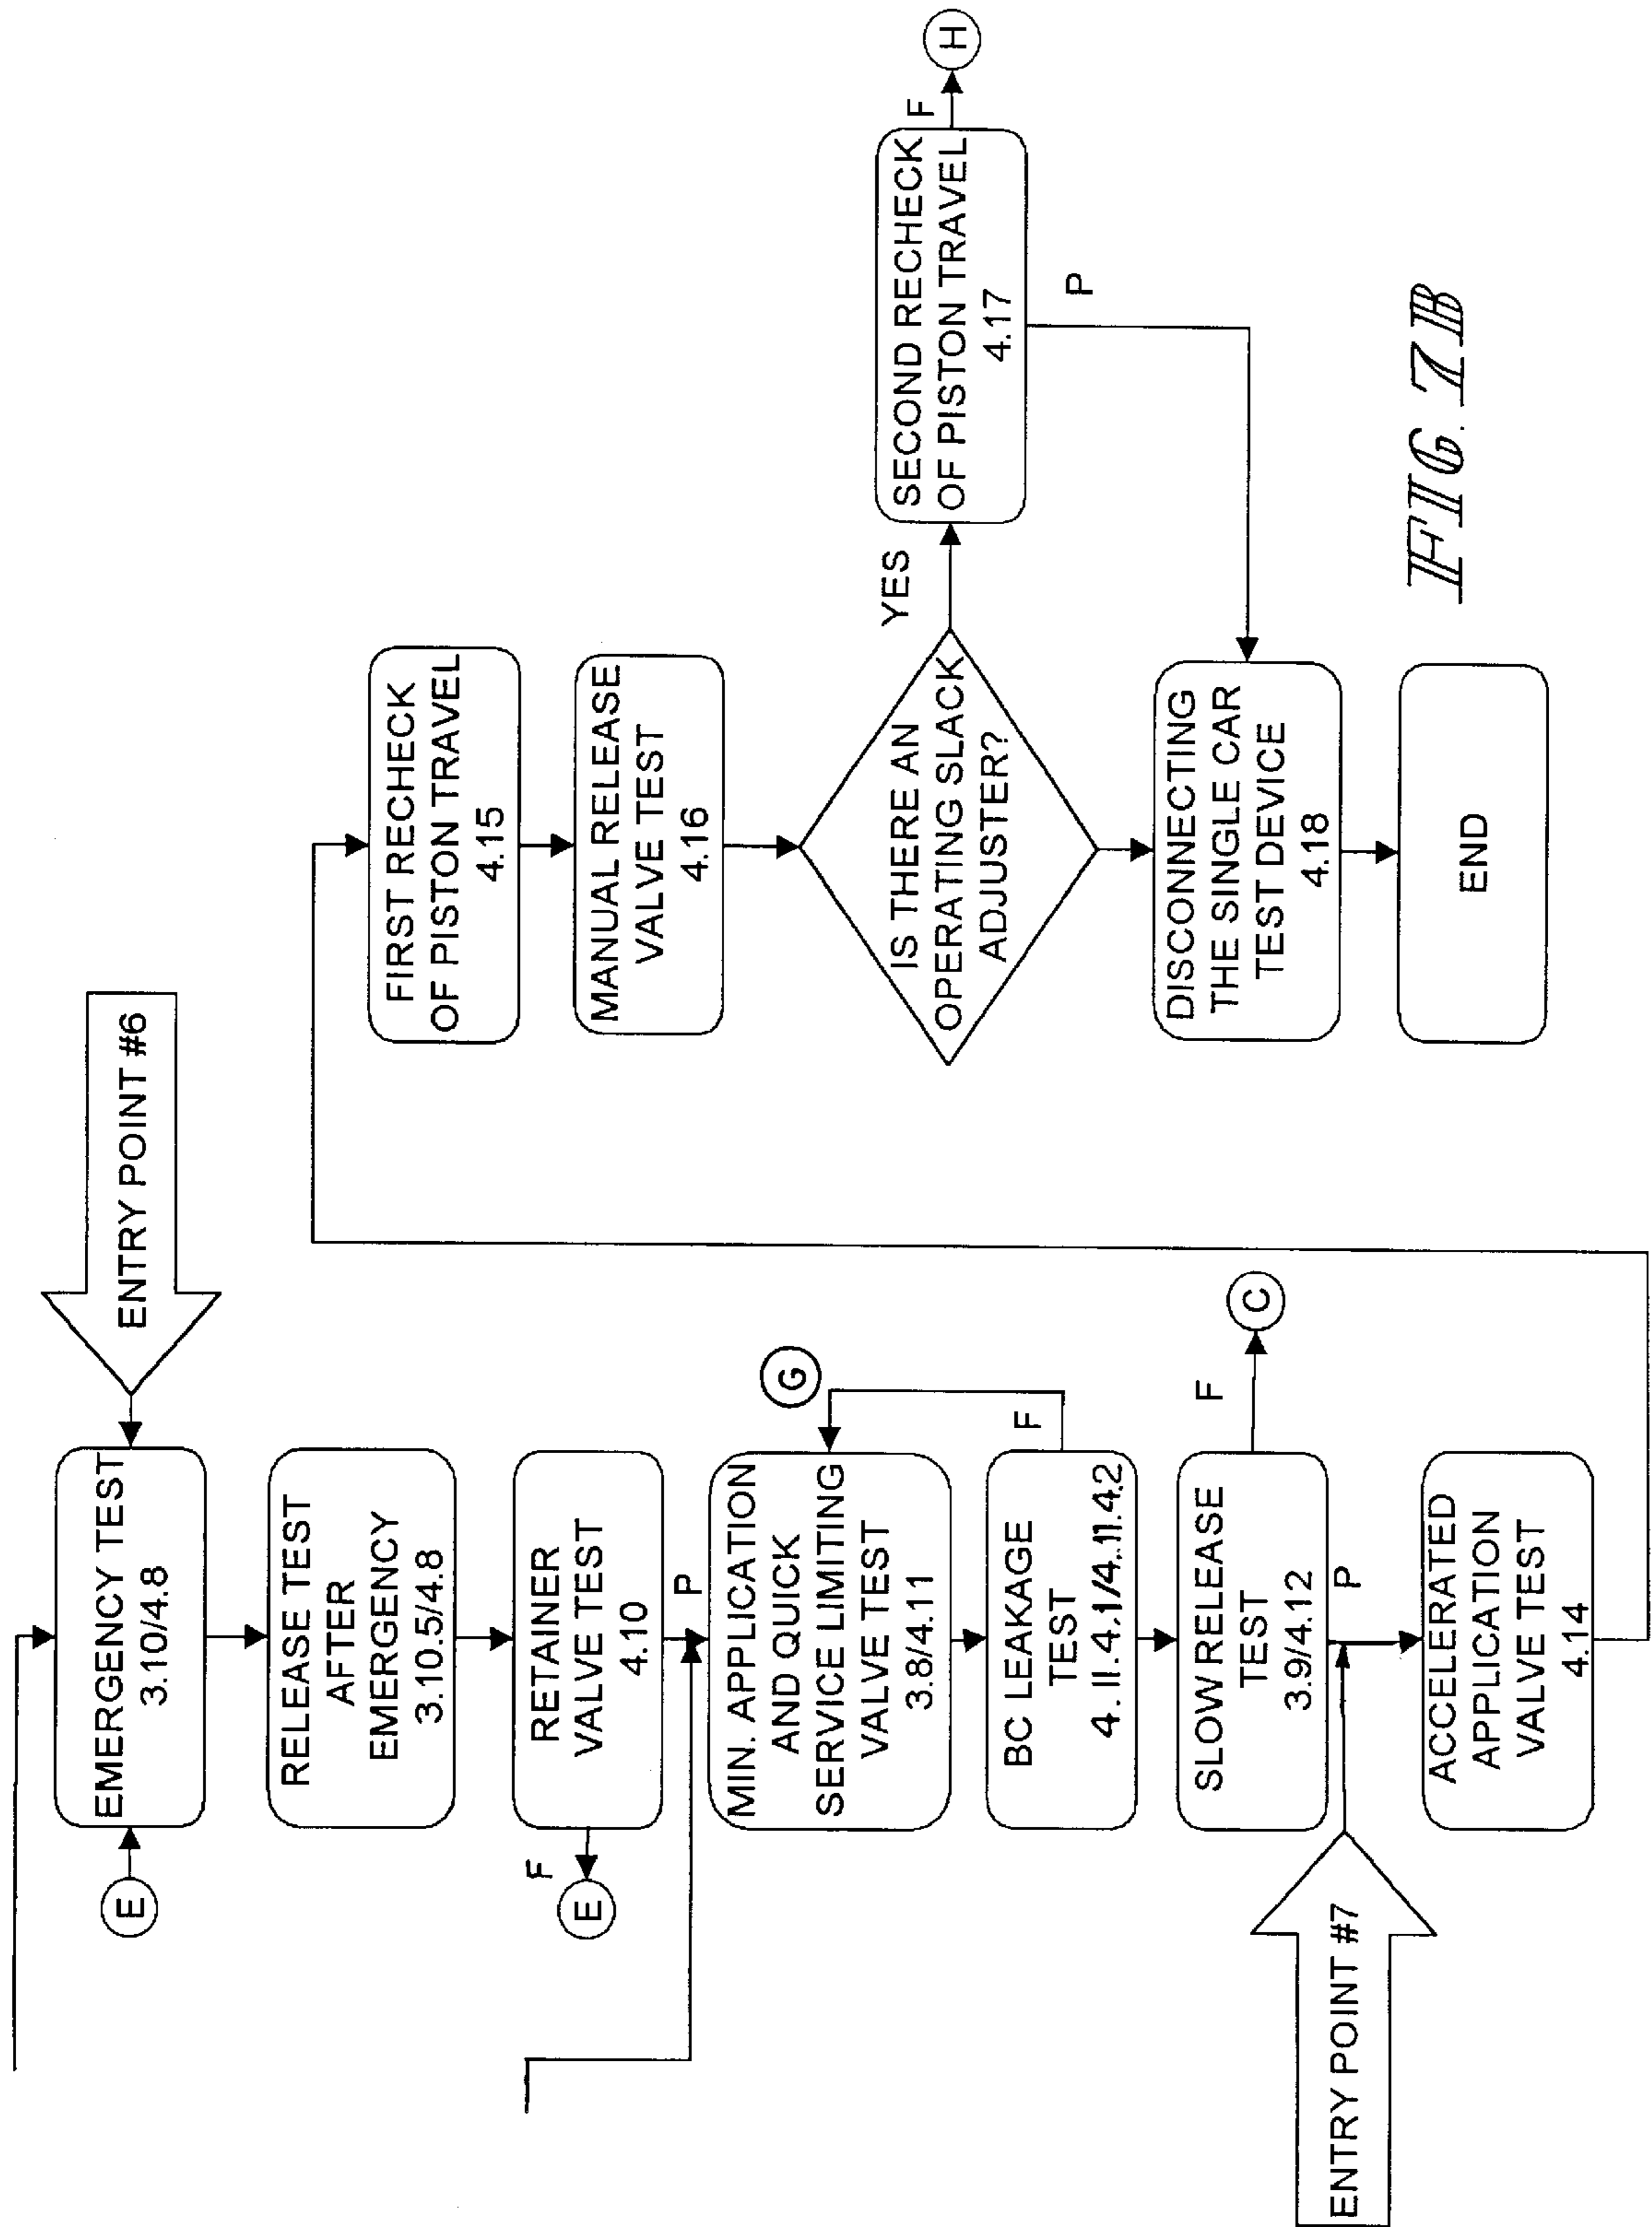 ENTRY POINT #6
E
EMERGENCY TEST
3.10/4.8
RELEASE TEST
AFTER
EMERGENCY
3.10.5/4.8
RETAINER
VALVE TEST
4.10
F
E
P
MIN. APPLICATION
AND QUICK
SERVICE LIMITING
VALVE TEST
3.8/4.11
G
BC LEAKAGE
TEST
4.11.4.1/4.11.4.2
F
SLOW RELEASE
TEST
3.9/4.12
F
C
P
ENTRY POINT #7
ACCELERATED
APPLICATION
VALVE TEST
4.14
FIRST RECHECK
OF PISTON TRAVEL
4.15
MANUAL RELEASE
VALVE TEST
4.16
IS THERE AN
OPERATING SLACK
ADJUSTER?
YES
SECOND RECHECK
OF PISTON TRAVEL
4.17
F
H
P
DISCONNECTING
THE SINGLE CAR
TEST DEVICE
4.18
END
FIG. 7B